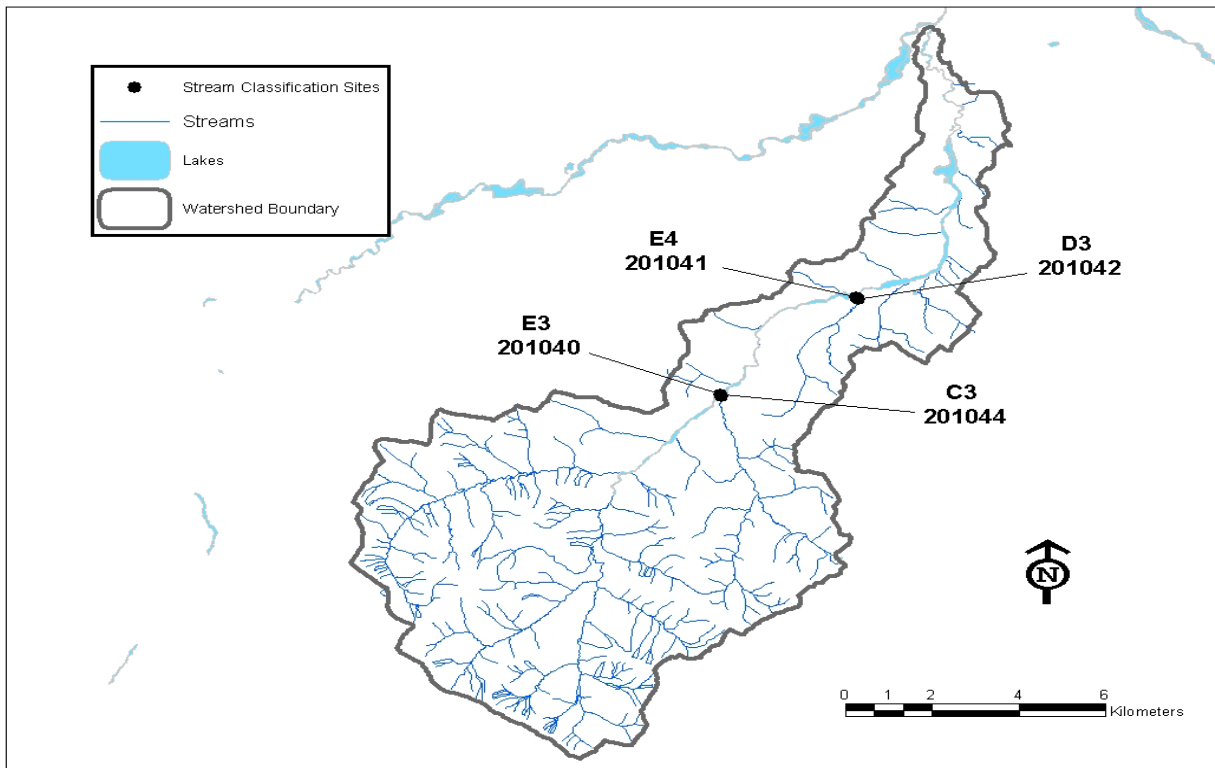 Stream Classification Sites
Streams
Lakes
Watershed Boundary
E4
201041
D3
201042
E3
201040
C3
201044
N
0 1 2 4 6
Kilometers